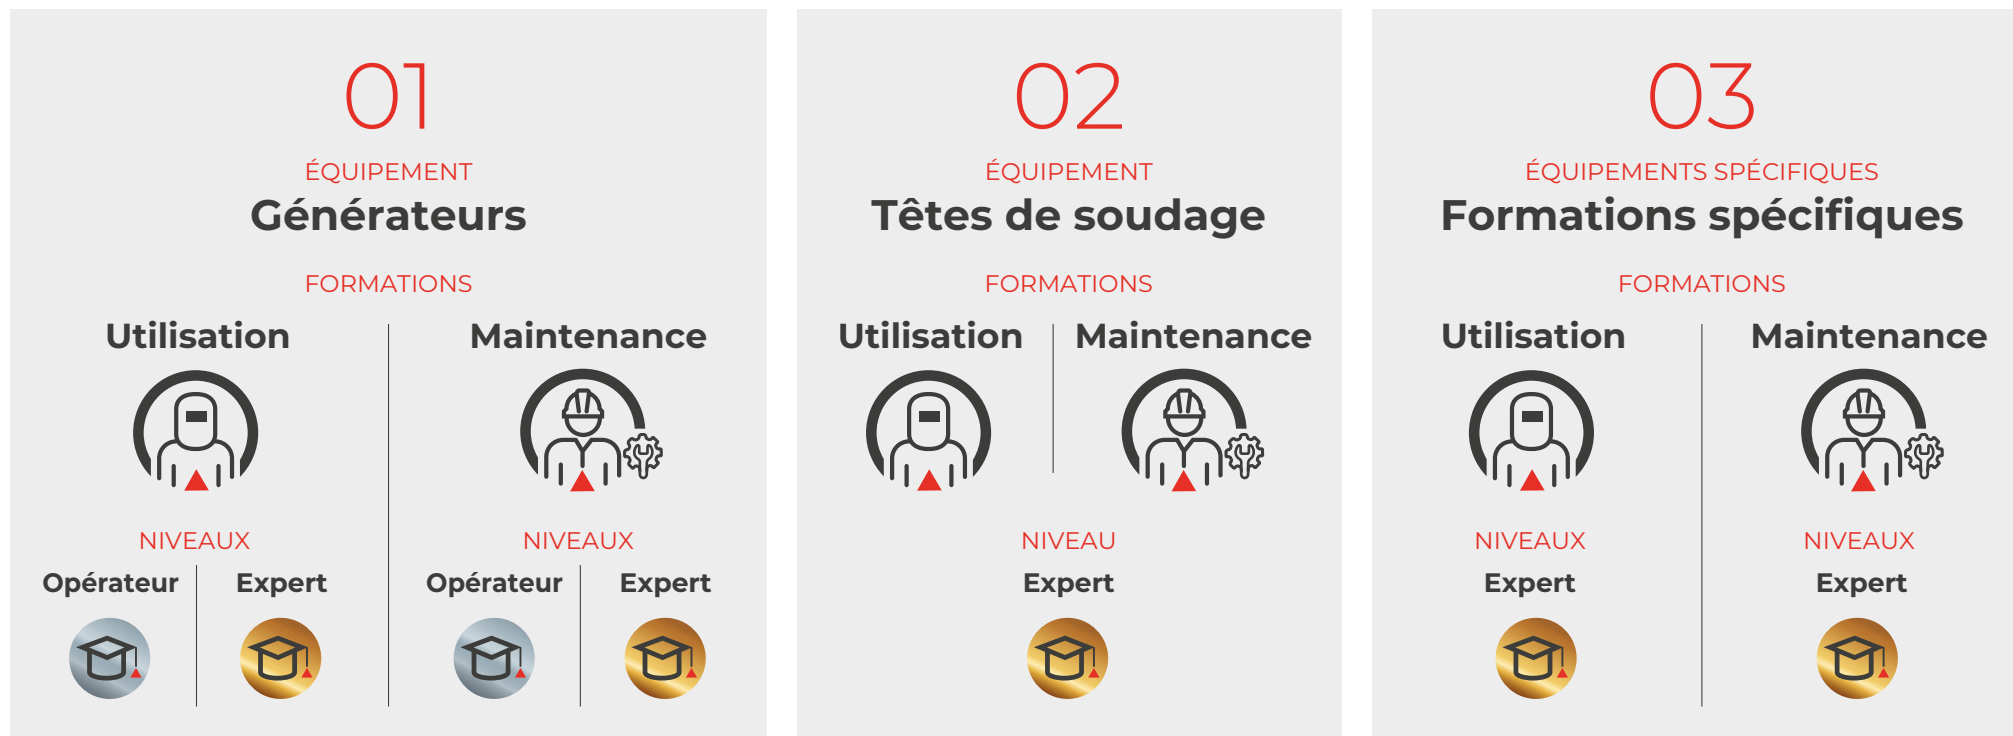 01
ÉQUIPEMENT
Générateurs
FORMATIONS
Utilisation
Maintenance
NIVEAUX
Opérateur
Expert
NIVEAUX
Opérateur
Expert
02
ÉQUIPEMENT
Têtes de soudage
FORMATIONS
Utilisation
Maintenance
NIVEAU
Expert
03
ÉQUIPEMENTS SPÉCIFIQUES
Formations spécifiques
FORMATIONS
Utilisation
Maintenance
NIVEAUX
Expert
NIVEAUX
Expert